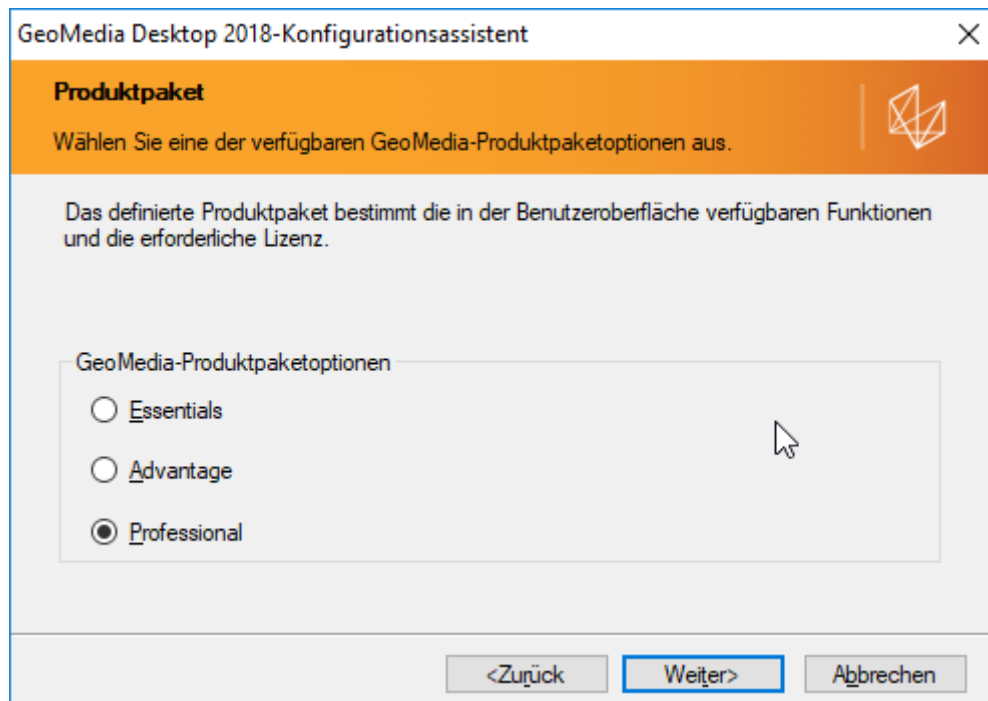 GeoMedia Desktop 2018-Konfigurationsassistent
Produktpaket
Wählen Sie eine der verfügbaren GeoMedia-Produktpaketoptionen aus.
Das definierte Produktpaket bestimmt die in der Benutzeroberfläche verfügbaren Funktionen
und die erforderliche Lizenz.
GeoMedia-Produktpaketoptionen
Essentials
Advantage
Professional
<Zurück
Weiter>
Abbrechen